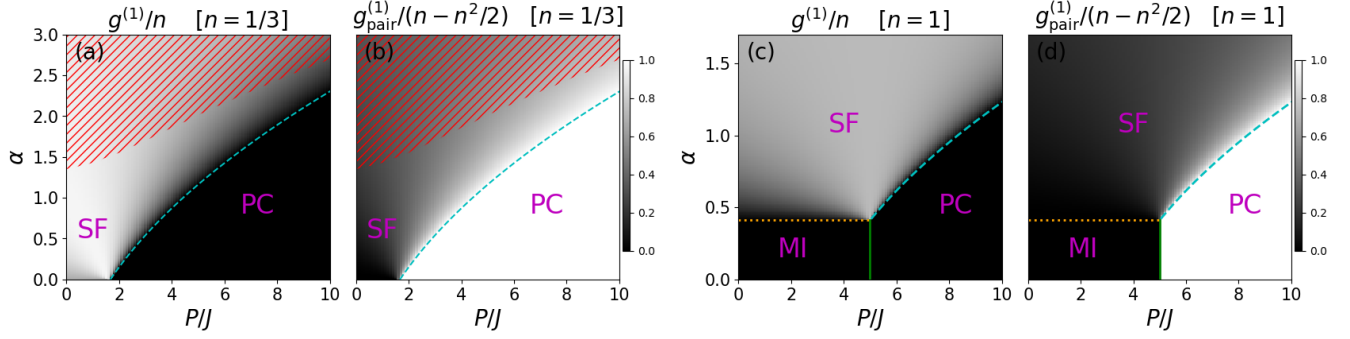 g^(1)/n [n = 1/3]
g_pair^(1)/(n − n^2/2) [n = 1/3]
g^(1)/n [n = 1]
g_pair^(1)/(n − n^2/2) [n = 1]
(a)
(b)
(c)
(d)
3.0
2.5
2.0
1.5
1.0
0.5
0.0
α
SF
PC
0 2 4 6 8 10
P/J
SF
PC
0 2 4 6 8 10
P/J
1.0
0.8
0.6
0.4
0.2
0.0
1.5
1.0
0.5
0.0
α
SF
MI
PC
0 2 4 6 8 10
P/J
SF
MI
PC
0 2 4 6 8 10
P/J
1.0
0.8
0.6
0.4
0.2
0.0